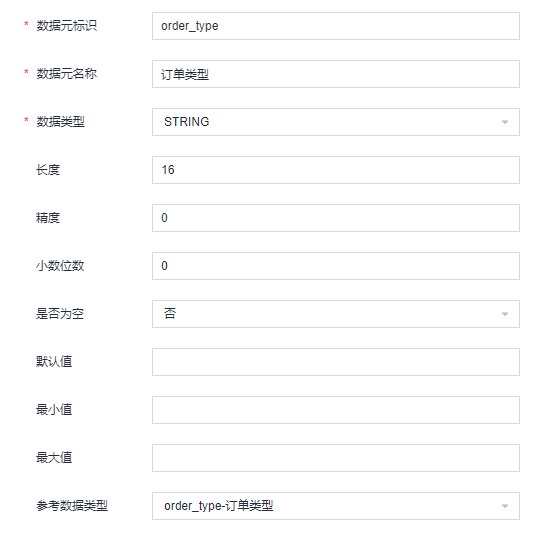 * 数据元标识 order_type
* 数据元名称 订单类型
* 数据类型 STRING
长度 16
精度 0
小数位数 0
是否为空 否
默认值
最小值
最大值
参考数据类型 order_type-订单类型